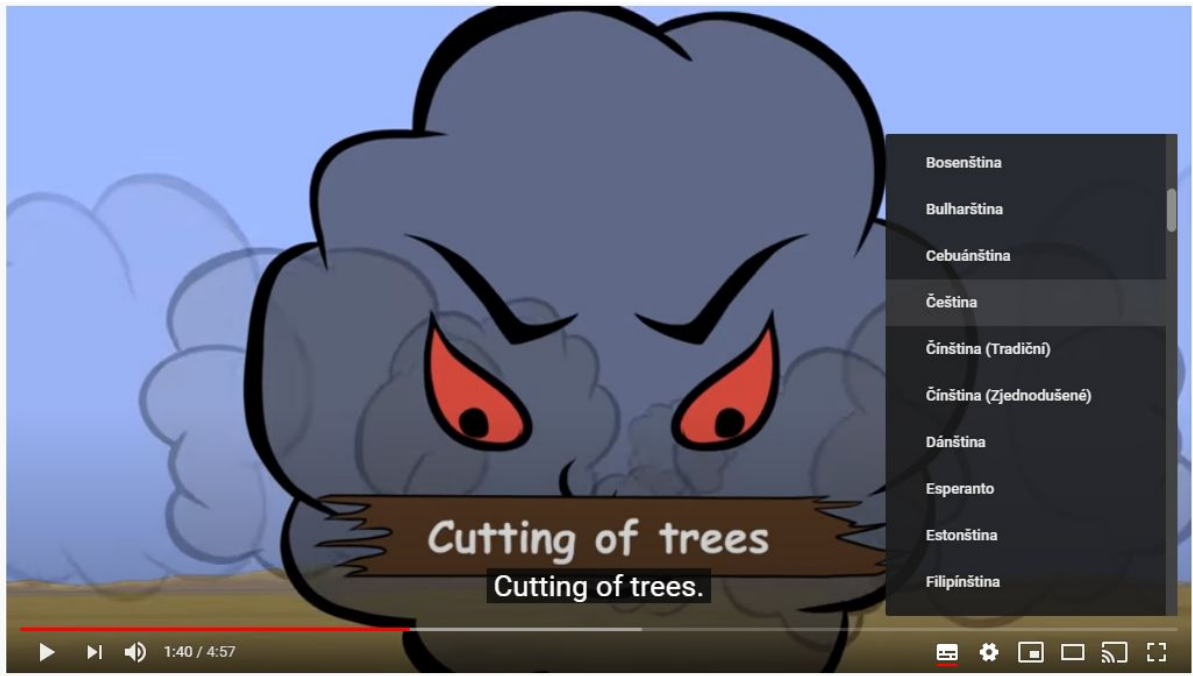 Bosenština
Bulharština
Cebuánština
Čeština
Čínština (Tradiční)
Čínština (Zjednodušené)
Dánština
Esperanto
Estonština
Filipínština
Cutting of trees
Cutting of trees.
1:40 / 4:57